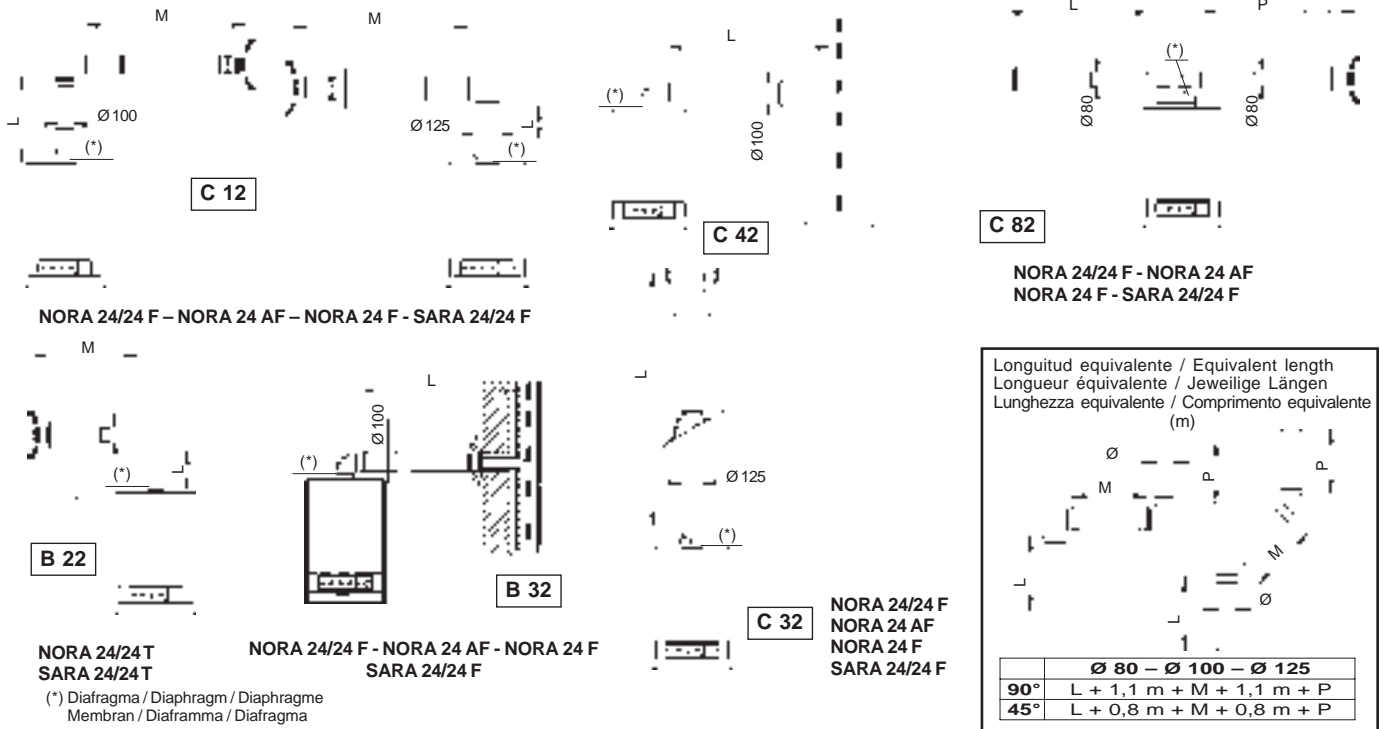 M
M
L
L
P
(*)
(*)
L
Ø 100
Ø 125
L
Ø100
Ø80
Ø80
(*)
(*)
C 12
C 42
C 82
NORA 24/24 F - NORA 24 AF
NORA 24 F - SARA 24/24 F
NORA 24/24 F – NORA 24 AF – NORA 24 F - SARA 24/24 F
M
L
L
Ø100
(*)
(*)
L
Ø 125
(*)
B 22
B 32
C 32
NORA 24/24 T
SARA 24/24 T
NORA 24/24 F - NORA 24 AF - NORA 24 F
SARA 24/24 F
NORA 24/24 F
NORA 24 AF
NORA 24 F
SARA 24/24 F
(*) Diafragma / Diaphragm / Diaphragme
Membran / Diaframma / Diafragma
Longuitud equivalente / Equivalent length
Longueur équivalente / Jeweilige Längen
Lunghezza equivalente / Comprimento equivalente
(m)
Ø
P
P
M
M
L
Ø
L
Ø 80 – Ø 100 – Ø 125
90° L + 1,1 m + M + 1,1 m + P
45° L + 0,8 m + M + 0,8 m + P